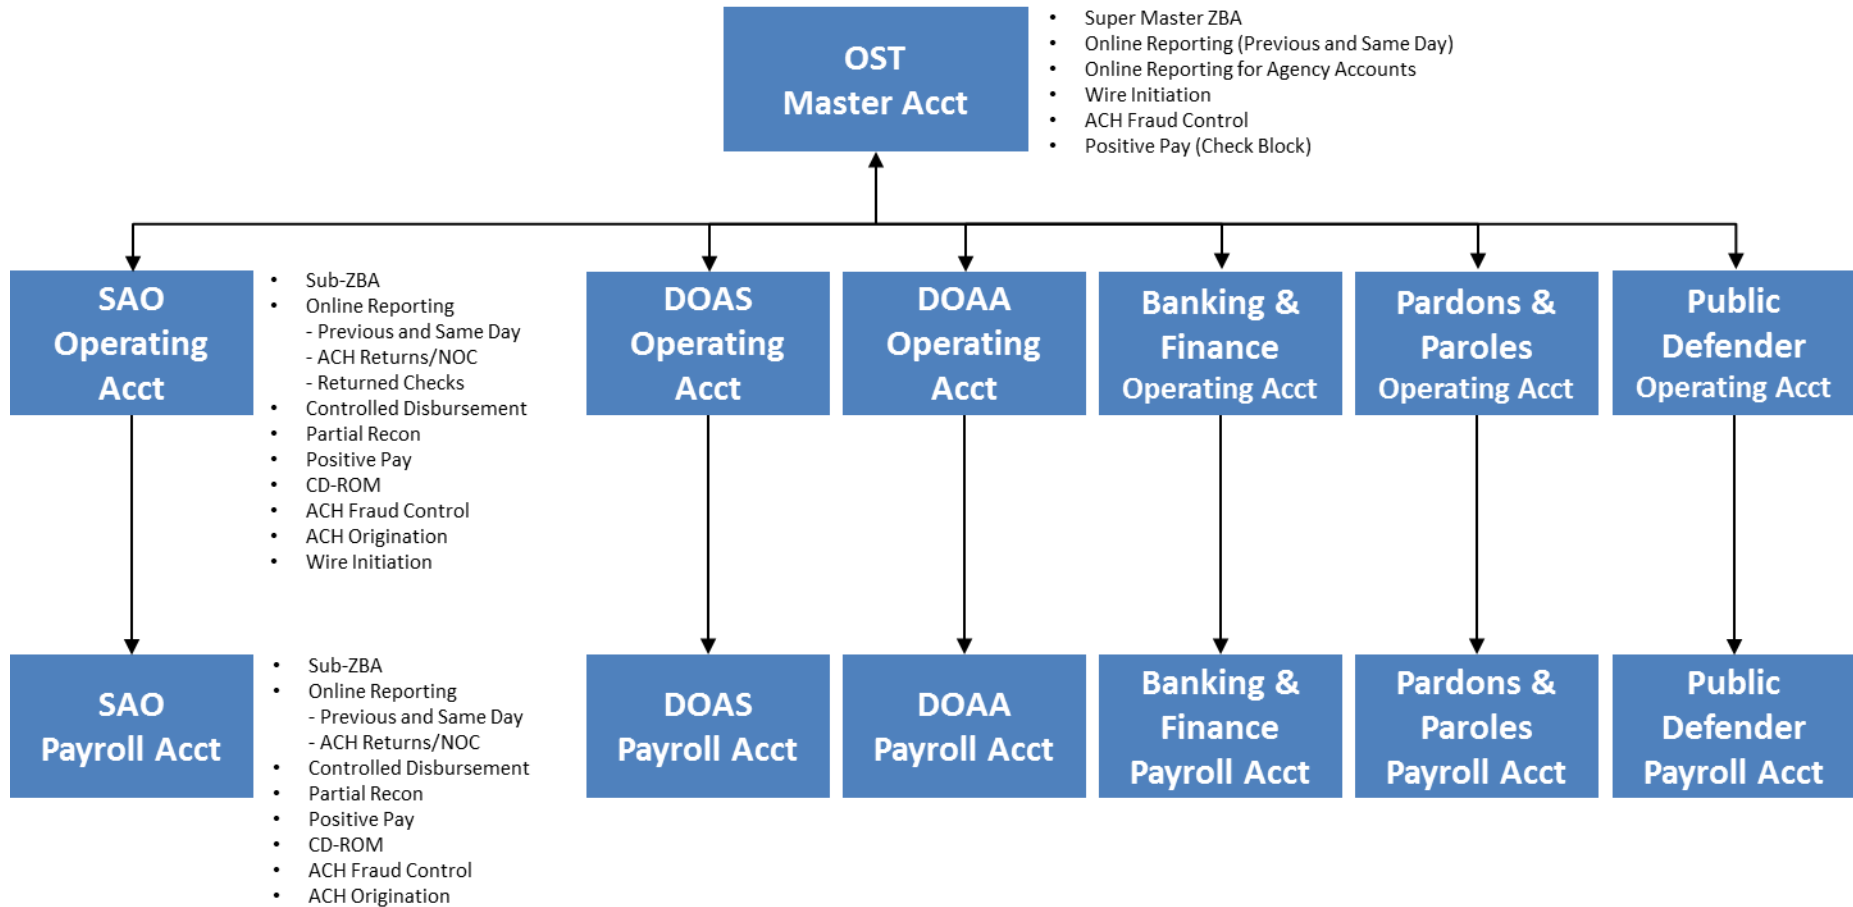 OST
Master Acct
• Super Master ZBA
• Online Reporting (Previous and Same Day)
• Online Reporting for Agency Accounts
• Wire Initiation
• ACH Fraud Control
• Positive Pay (Check Block)
SAO
Operating
Acct
• Sub-ZBA
• Online Reporting
- Previous and Same Day
- ACH Returns/NOC
- Returned Checks
• Controlled Disbursement
• Partial Recon
• Positive Pay
• CD-ROM
• ACH Fraud Control
• ACH Origination
• Wire Initiation
DOAS
Operating
Acct
DOAA
Operating
Acct
Banking &
Finance
Operating Acct
Pardons &
Paroles
Operating Acct
Public
Defender
Operating Acct
SAO
Payroll Acct
• Sub-ZBA
• Online Reporting
- Previous and Same Day
- ACH Returns/NOC
• Controlled Disbursement
• Partial Recon
• Positive Pay
• CD-ROM
• ACH Fraud Control
• ACH Origination
DOAS
Payroll Acct
DOAA
Payroll Acct
Banking &
Finance
Payroll Acct
Pardons &
Paroles
Payroll Acct
Public
Defender
Payroll Acct